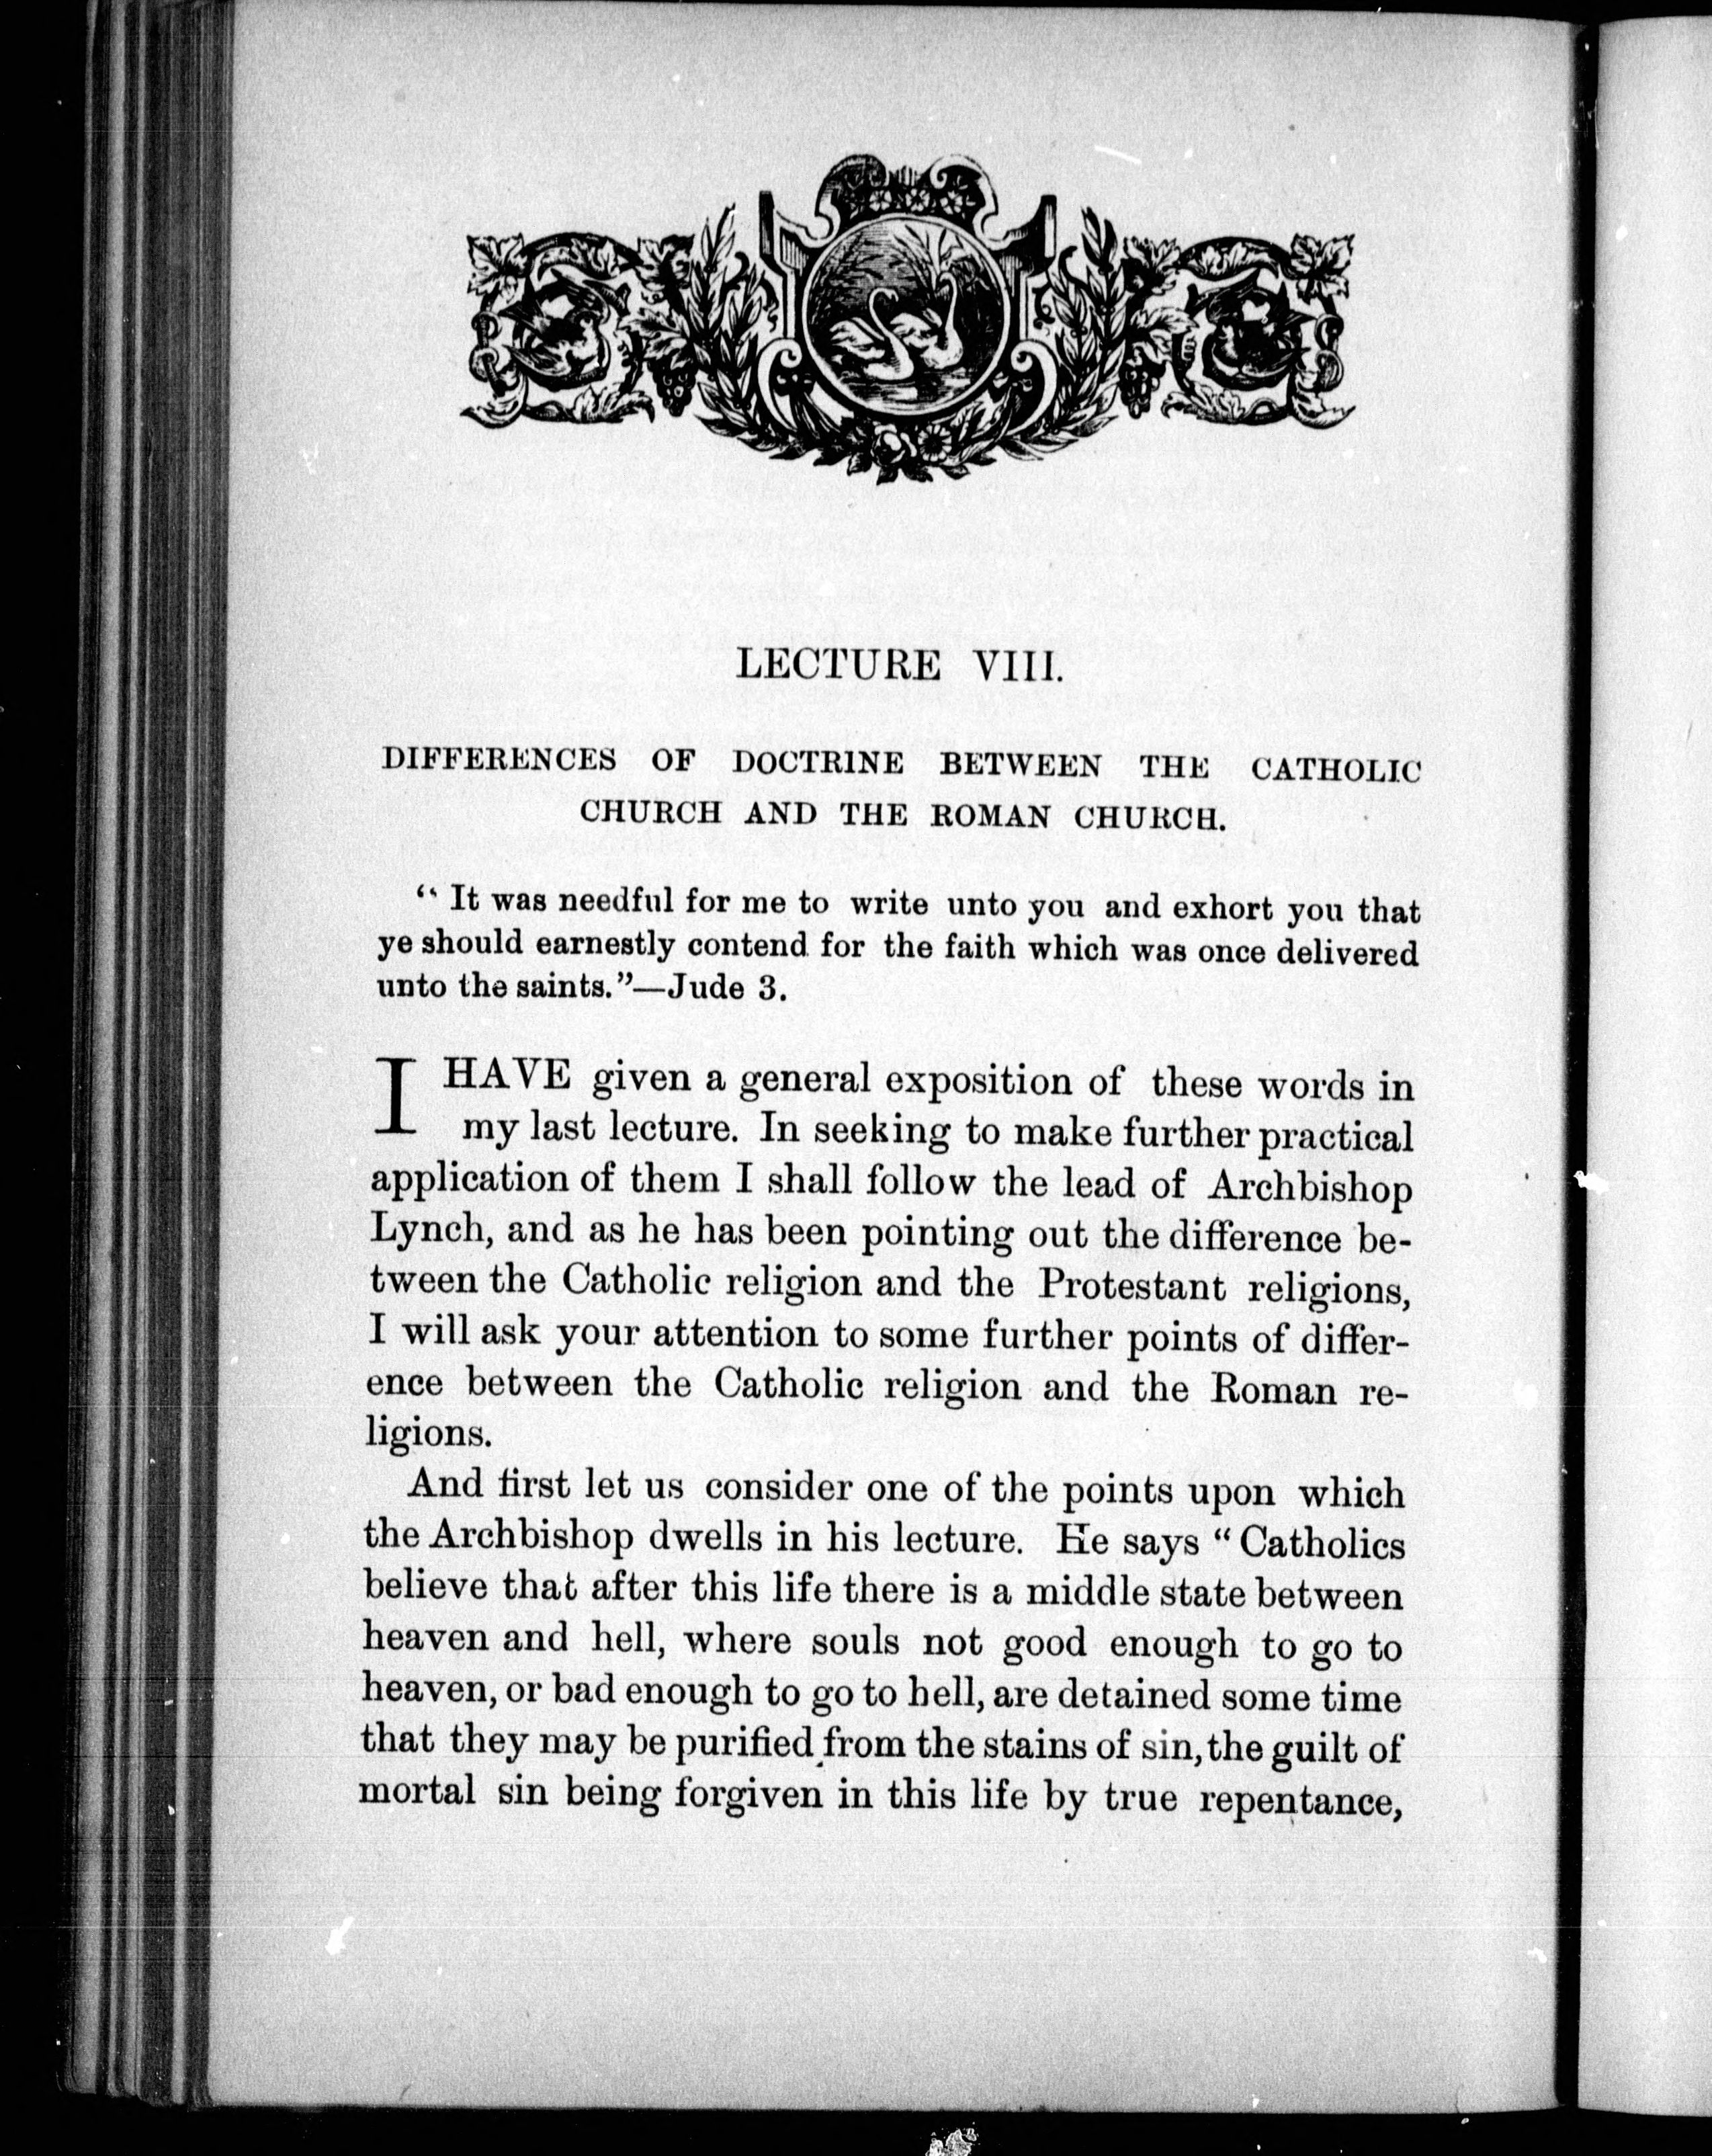 LECTURE VIII.
DIFFERENCES OF DOCTRINE BETWEEN THE CATHOLIC
CHURCH AND THE ROMAN CHURCH.
“ It was needful for me to write unto you and exhort you that
ye should earnestly contend for the faith which was once delivered
unto the saints.”—Jude 3.
I HAVE given a general exposition of these words in
my last lecture. In seeking to make further practical
application of them I shall follow the lead of Archbishop
Lynch, and as he has been pointing out the difference be-
tween the Catholic religion and the Protestant religions,
I will ask your attention to some further points of differ-
ence between the Catholic religion and the Roman re-
ligions.
And first let us consider one of the points upon which
the Archbishop dwells in his lecture. He says “ Catholics
believe that after this life there is a middle state between
heaven and hell, where souls not good enough to go to
heaven, or bad enough to go to hell, are detained some time
that they may be purified from the stains of sin, the guilt of
mortal sin being forgiven in this life by true repentance,